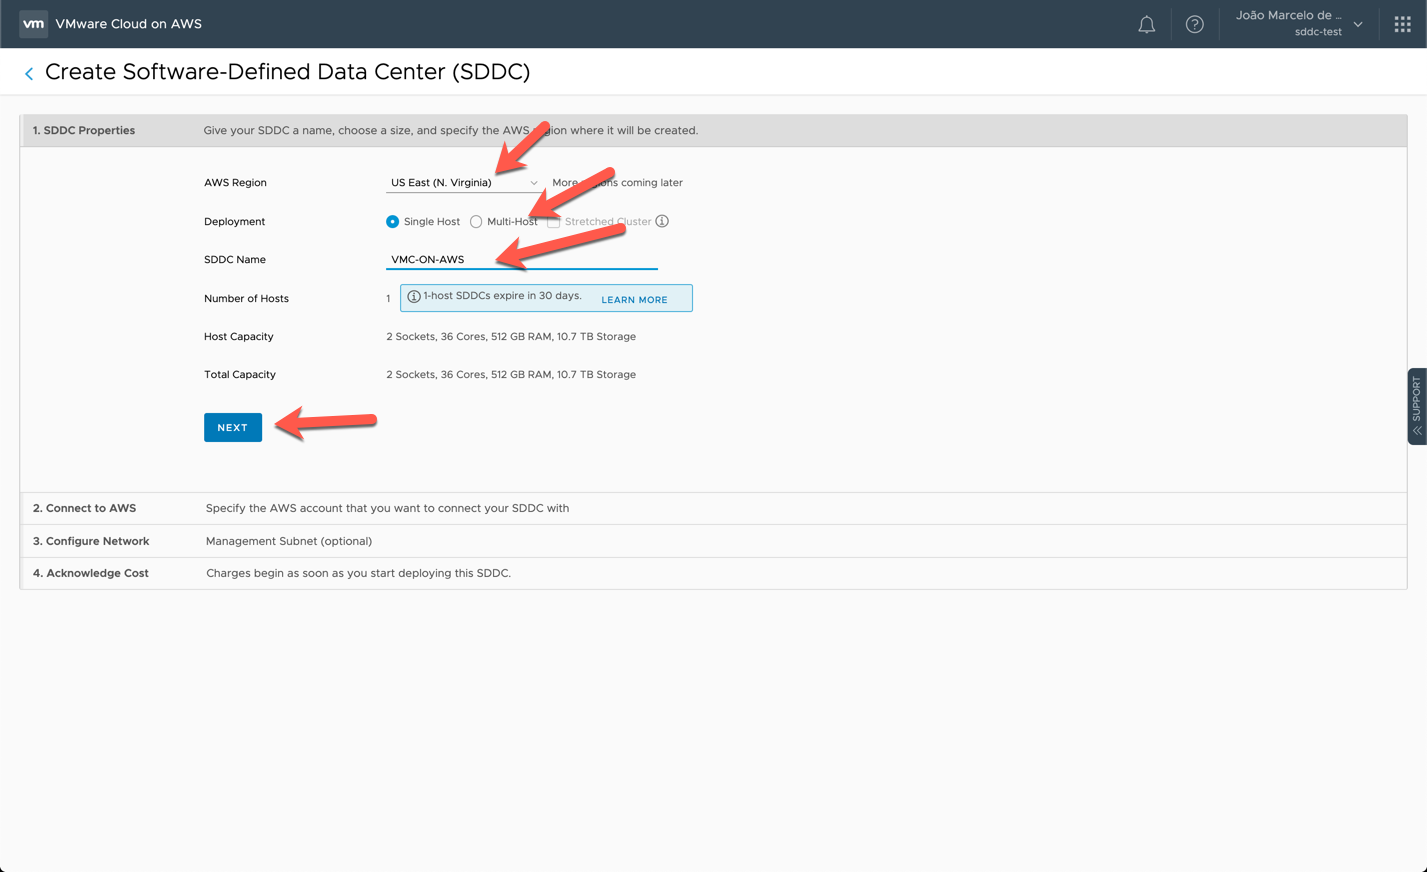 vm VMware Cloud on AWS
João Marcelo de ...
sddc-test
Create Software-Defined Data Center (SDDC)
1. SDDC Properties Give your SDDC a name, choose a size, and specify the AWS region where it will be created.
AWS Region US East (N. Virginia) More regions coming later
Deployment Single Host Multi-Host Stretched Cluster
SDDC Name VMC-ON-AWS
Number of Hosts 1 1-host SDDCs expire in 30 days. LEARN MORE
Host Capacity 2 Sockets, 36 Cores, 512 GB RAM, 10.7 TB Storage
Total Capacity 2 Sockets, 36 Cores, 512 GB RAM, 10.7 TB Storage
NEXT
SUPPORT
2. Connect to AWS Specify the AWS account that you want to connect your SDDC with
3. Configure Network Management Subnet (optional)
4. Acknowledge Cost Charges begin as soon as you start deploying this SDDC.